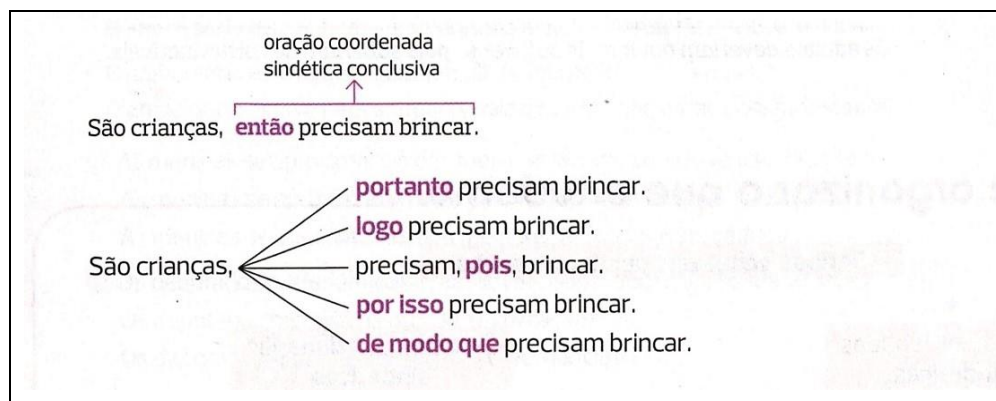 oração coordenada
sindética conclusiva
São crianças, então precisam brincar.
portanto precisam brincar.
logo precisam brincar.
São crianças, precisam, pois, brincar.
por isso precisam brincar.
de modo que precisam brincar.